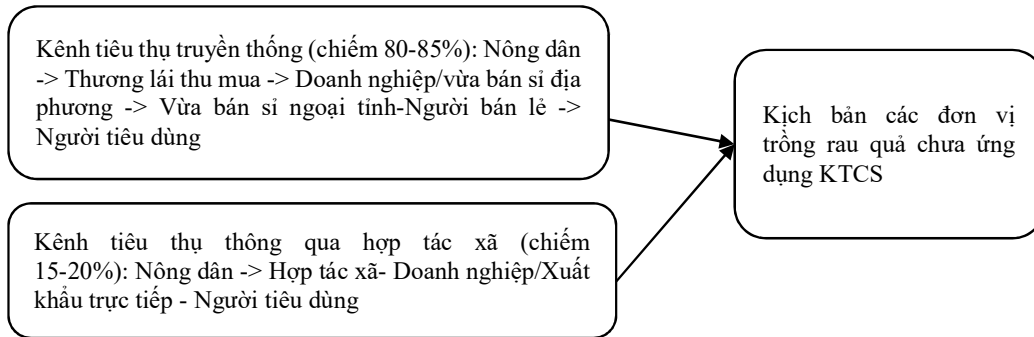 Kênh tiêu thụ truyền thống (chiếm 80-85%): Nông dân
-> Thương lái thu mua -> Doanh nghiệp/vừa bán sỉ địa
phương -> Vừa bán sỉ ngoại tỉnh-Người bán lẻ ->
Người tiêu dùng
Kênh tiêu thụ thông qua hợp tác xã (chiếm
15-20%): Nông dân -> Hợp tác xã- Doanh nghiệp/Xuất
khẩu trực tiếp - Người tiêu dùng
Kịch bản các đơn vị
trồng rau quả chưa ứng
dụng KTCS